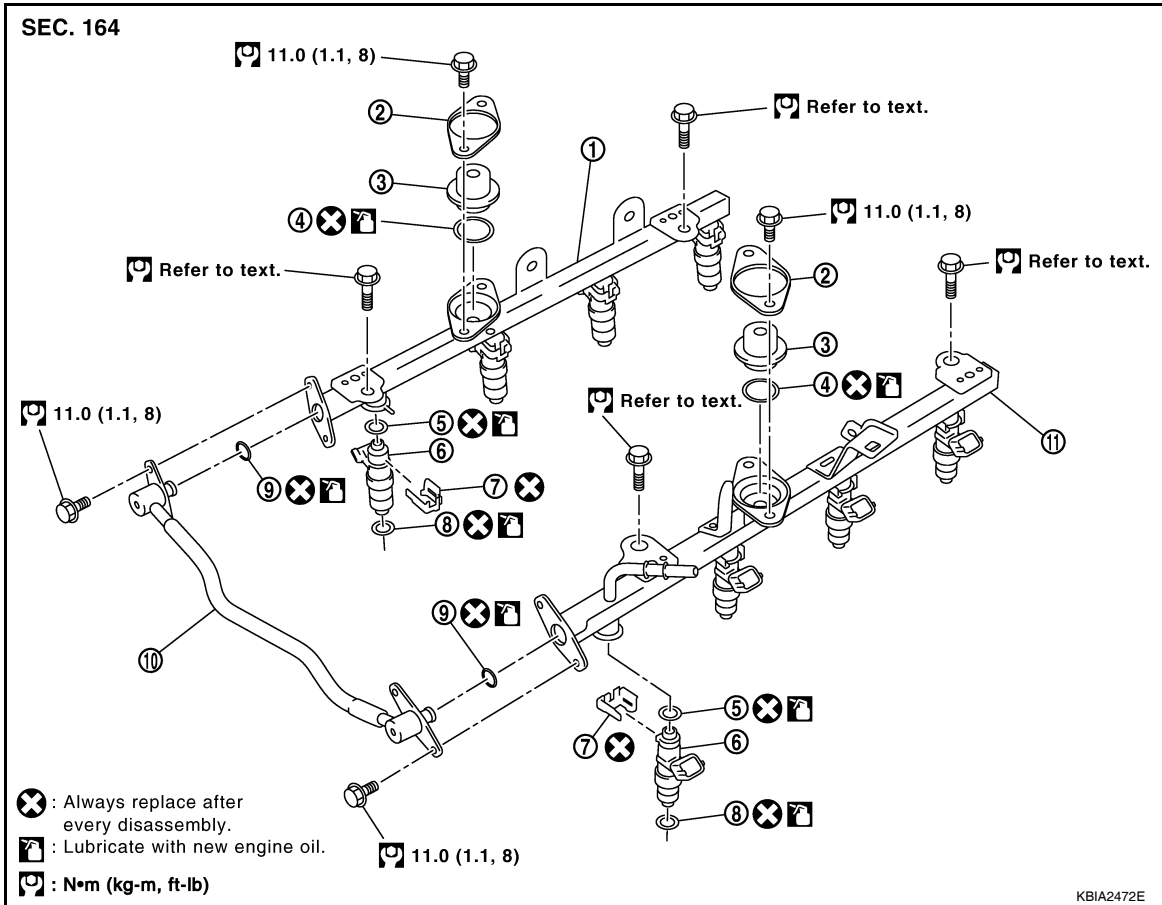 SEC. 164
11.0 (1.1, 8)
2
Refer to text.
1
3
11.0 (1.1, 8)
4
Refer to text.
Refer to text.
2
3
11.0 (1.1, 8)
4
Refer to text.
5
11
6
9
7
8
9
10
5
7
6
8
: Always replace after
every disassembly.
: Lubricate with new engine oil.
11.0 (1.1, 8)
: N•m (kg-m, ft-lb)
KBIA2472E